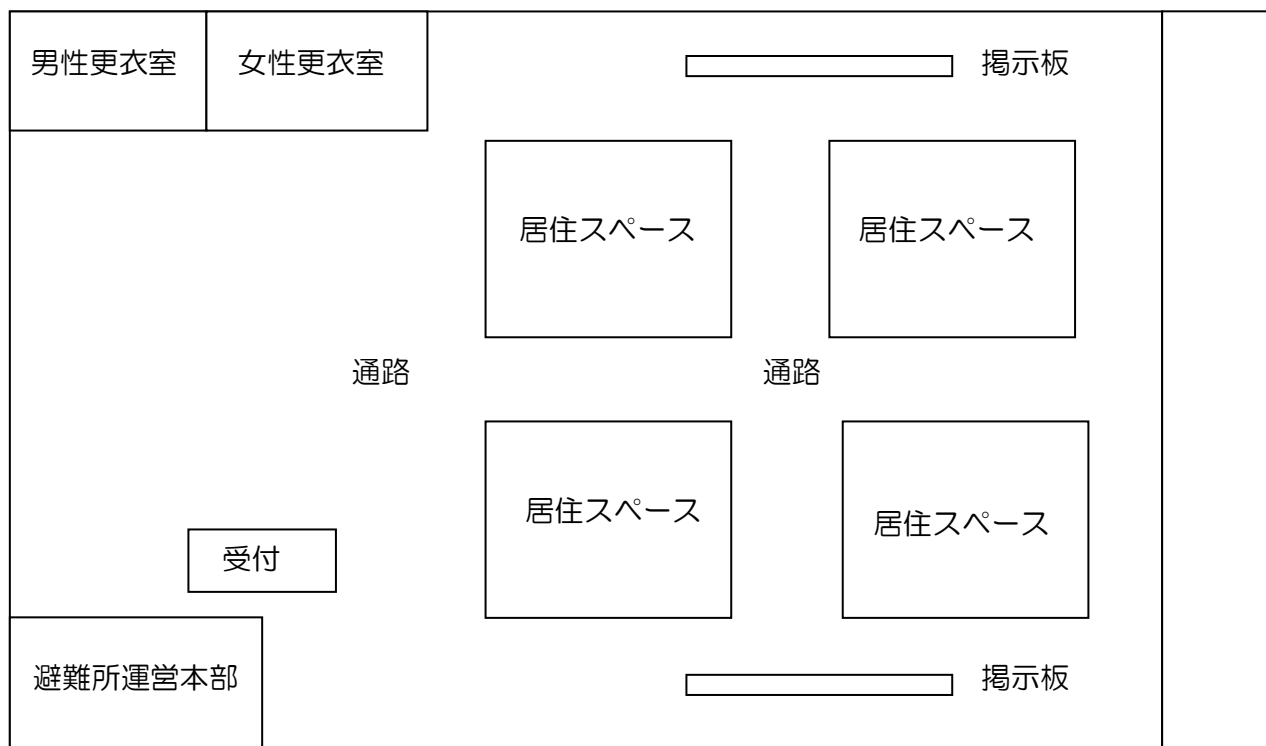 男性更衣室
女性更衣室
掲示板
居住スペース
居住スペース
通路
通路
居住スペース
居住スペース
受付
避難所運営本部
掲示板